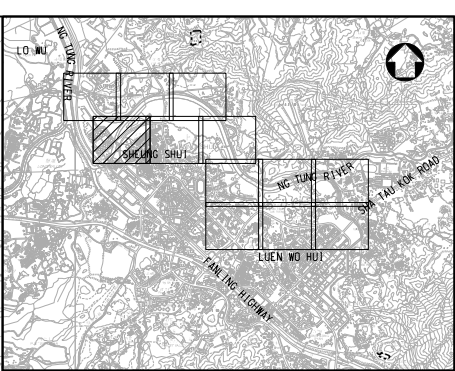 LO WU
NG TUNG RIVER
SHEUNG SHUI
NG TUNG RIVER
SHA TAU KOK ROAD
LUEN WO HUI
FANLING HIGHWAY